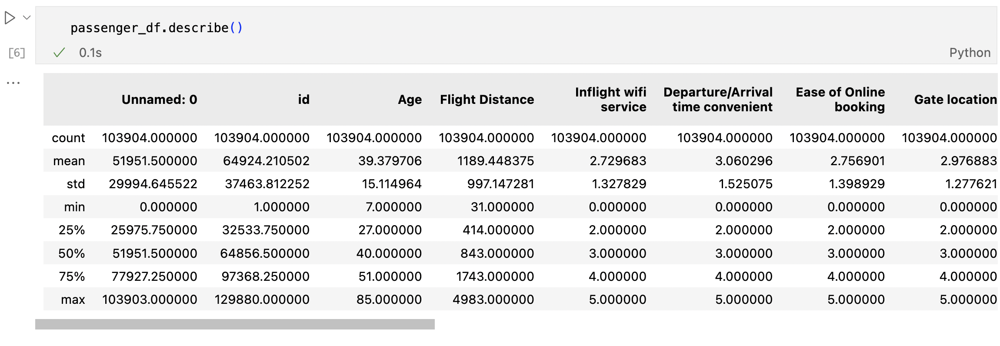 passenger_df.describe()
[6] 0.1s Python
...
Unnamed: 0 id Age Flight Distance Inflight wifi service Departure/Arrival time convenient Ease of Online booking Gate location
count 103904.000000 103904.000000 103904.000000 103904.000000 103904.000000 103904.000000 103904.000000 103904.000000
mean 51951.500000 64924.210502 39.379706 1189.448375 2.729683 3.060296 2.756901 2.976883
std 29994.645522 37463.812252 15.114964 997.147281 1.327829 1.525075 1.398929 1.277621
min 0.000000 1.000000 7.000000 31.000000 0.000000 0.000000 0.000000 0.000000
25% 25975.750000 32533.750000 27.000000 414.000000 2.000000 2.000000 2.000000 2.000000
50% 51951.500000 64856.500000 40.000000 843.000000 3.000000 3.000000 3.000000 3.000000
75% 77927.250000 97368.250000 51.000000 1743.000000 4.000000 4.000000 4.000000 4.000000
max 103903.000000 129880.000000 85.000000 4983.000000 5.000000 5.000000 5.000000 5.000000